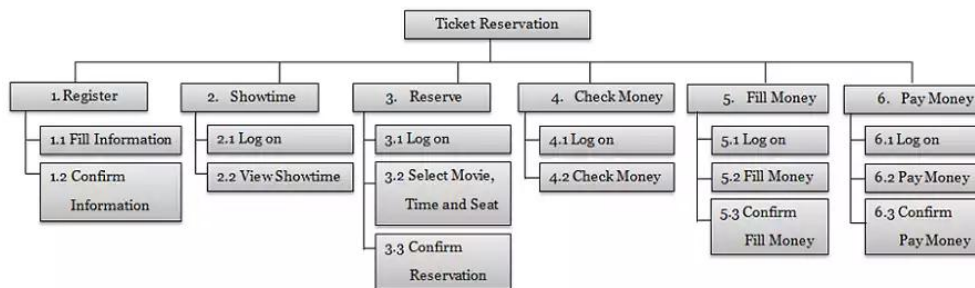 Ticket Reservation
1. Register
1.1 Fill Information
1.2 Confirm
Information
2. Showtime
2.1 Log on
2.2 View Showtime
3. Reserve
3.1 Log on
3.2 Select Movie,
Time and Seat
3.3 Confirm
Reservation
4. Check Money
4.1 Log on
4.2 Check Money
5. Fill Money
5.1 Log on
5.2 Fill Money
5.3 Confirm
Fill Money
6. Pay Money
6.1 Log on
6.2 Pay Money
6.3 Confirm
Pay Money